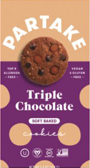 PARTAKE
TOP 9
ALLERGEN
- FREE -
VEGAN
& GLUTEN
- FREE -
Triple
Chocolate
SOFT BAKED
cookies